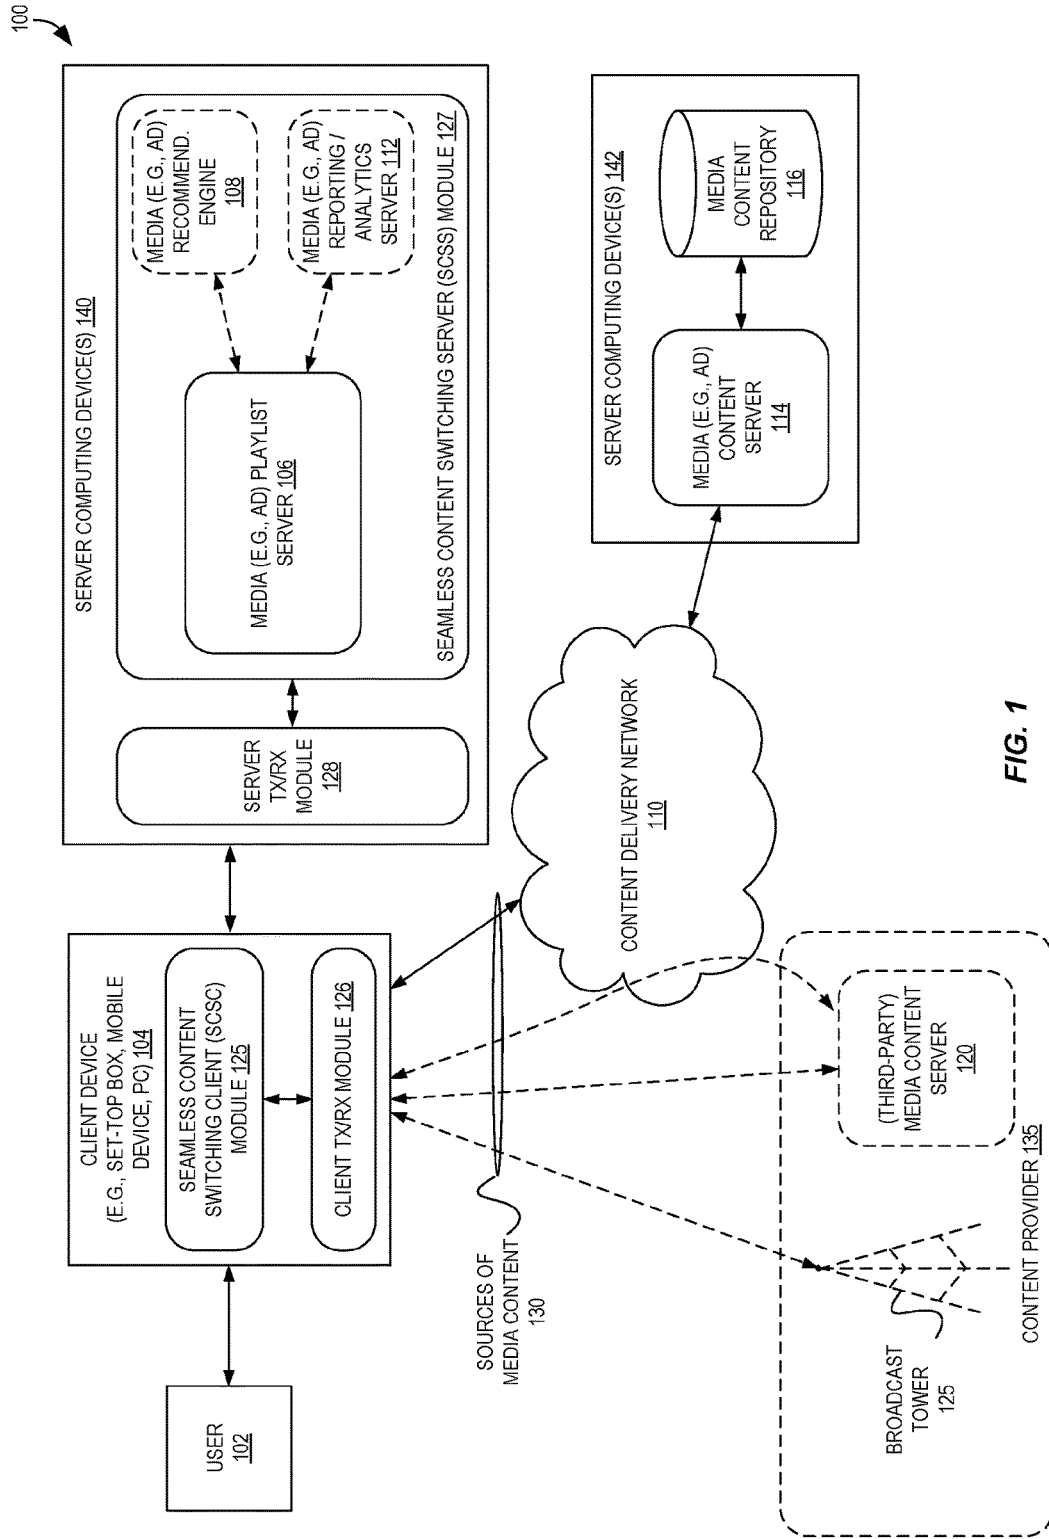 100
SERVER COMPUTING DEVICE(S) 140
MEDIA (E.G., AD)
RECOMMEND.
ENGINE
108
MEDIA (E.G., AD)
REPORTING /
ANALYTICS
SERVER 112
MEDIA (E.G., AD) PLAYLIST
SERVER 106
SEAMLESS CONTENT SWITCHING SERVER (SCSS) MODULE 127
SERVER
TX/RX
MODULE
128
CLIENT DEVICE
(E.G., SET-TOP BOX, MOBILE
DEVICE, PC) 104
SEAMLESS CONTENT
SWITCHING CLIENT (SCSC)
MODULE 125
CLIENT TX/RX MODULE 126
USER
102
SOURCES OF
MEDIA CONTENT
130
CONTENT DELIVERY NETWORK
110
SERVER COMPUTING DEVICE(S) 142
MEDIA (E.G., AD)
CONTENT
SERVER
114
MEDIA
CONTENT
REPOSITORY
116
(THIRD-PARTY)
MEDIA CONTENT
SERVER
120
BROADCAST
TOWER
125
CONTENT PROVIDER 135
FIG. 1